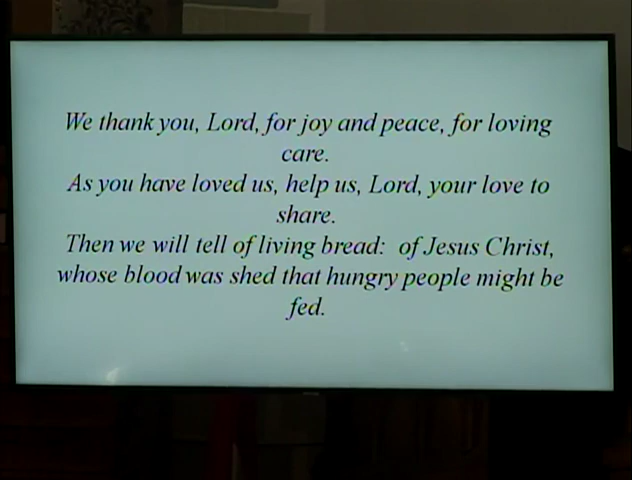 We thank you, Lord, for joy and peace, for loving
care.
As you have loved us, help us, Lord, your love to
share.
Then we will tell of living bread:  of Jesus Christ,
whose blood was shed that hungry people might be
fed.